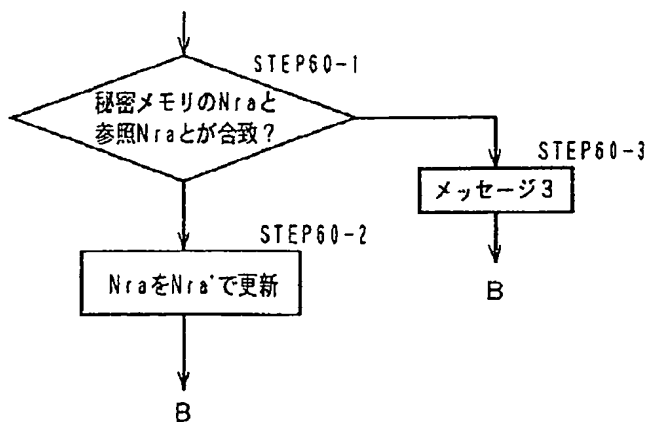 STEP60-1
秘密メモリのNraと
参照Nraとが合致？
STEP60-3
メッセージ3
B
STEP60-2
NraをNra'で更新
B